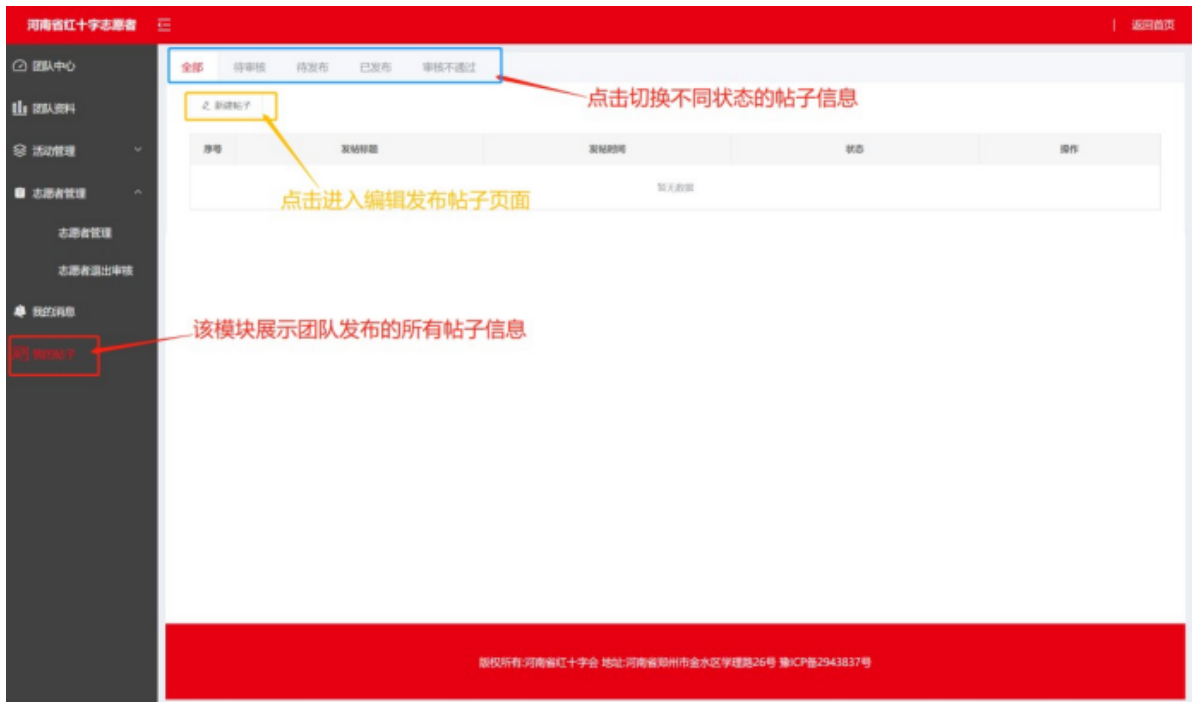 河南省红十字志愿者
返回首页
团队中心
团队资料
活动管理
志愿者管理
志愿者管理
志愿者退出审核
我的消息
我的帖子
全部 待审核 待发布 已发布 审核不通过
点击切换不同状态的帖子信息
新建帖子
序号 发帖标题 发帖时间 状态 操作
暂无数据
点击进入编辑发布帖子页面
该模块展示团队发布的所有帖子信息
版权所有:河南省红十字会 地址:河南省郑州市金水区学理路26号 豫ICP备2943837号